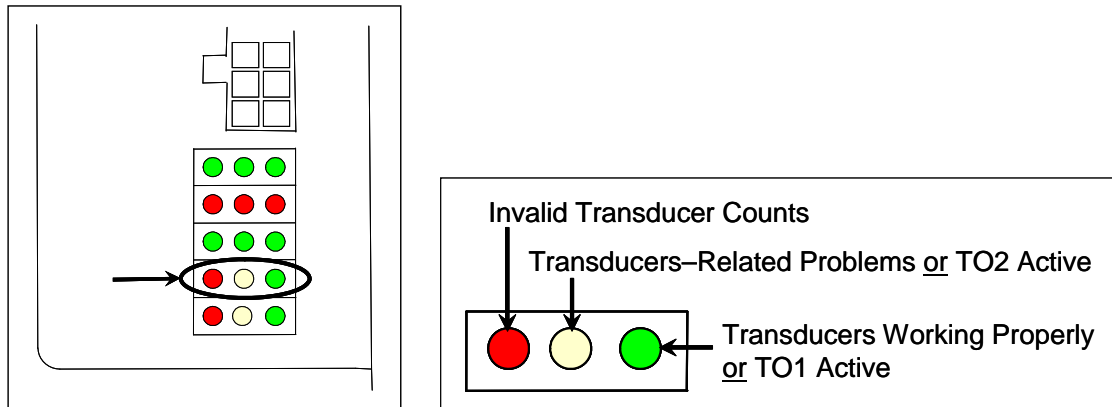 Invalid Transducer Counts
Transducers–Related Problems or TO2 Active
Transducers Working Properly
or TO1 Active